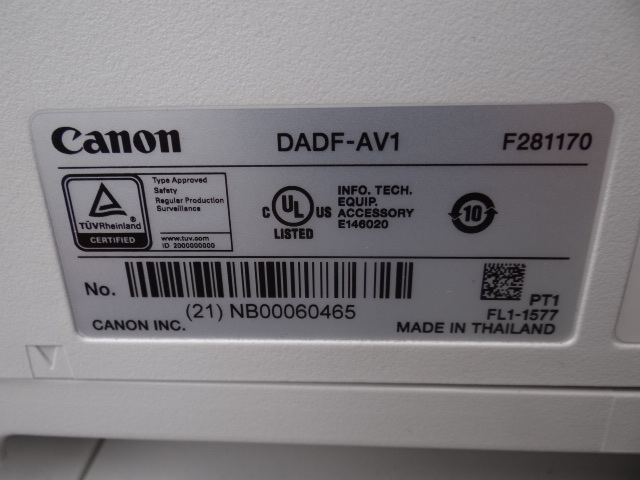 Canon DADF-AV1 F281170
TÜVRheinland
CERTIFIED
Type Approved
Safety
Regular Production
Surveillance
www.tuv.com
ID 2000000000
C UL US
LISTED
INFO. TECH.
EQUIP.
ACCESSORY
E146020
10
No.
(21) NB00060465
PT1
FL1-1577
CANON INC. MADE IN THAILAND